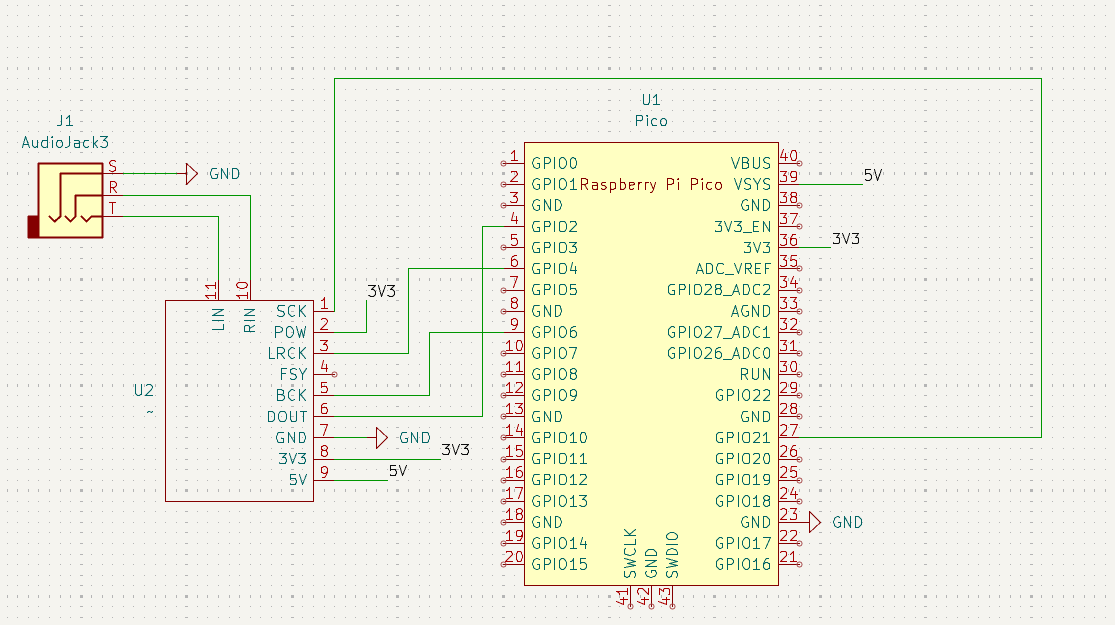 J1
AudioJack3
S
GND
R
T
11
10
LIN
RIN
3V3
SCK 1
POW 2
LRCK 3
FSY 4
BCK 5
DOUT 6
GND 7
GND
3V3 8
3V3
5V 9
5V
U2
~
U1
Pico
Raspberry Pi Pico
1 GPIO0
2 GPIO1
3 GND
4 GPIO2
5 GPIO3
6 GPIO4
7 GPIO5
8 GND
9 GPIO6
10 GPIO7
11 GPIO8
12 GPIO9
13 GND
14 GPIO10
15 GPIO11
16 GPIO12
17 GPIO13
18 GND
19 GPIO14
20 GPIO15
VBUS 40
VSYS 39
5V
GND 38
3V3_EN 37
3V3 36
3V3
ADC_VREF 35
GPIO28_ADC2 34
AGND 33
GPIO27_ADC1 32
GPIO26_ADC0 31
RUN 30
GPIO22 29
GND 28
GPIO21 27
GPIO20 26
GPIO19 25
GPIO18 24
GND 23
GND
GPIO17 22
GPIO16 21
SWCLK
GND
SWDIO
41
42
43